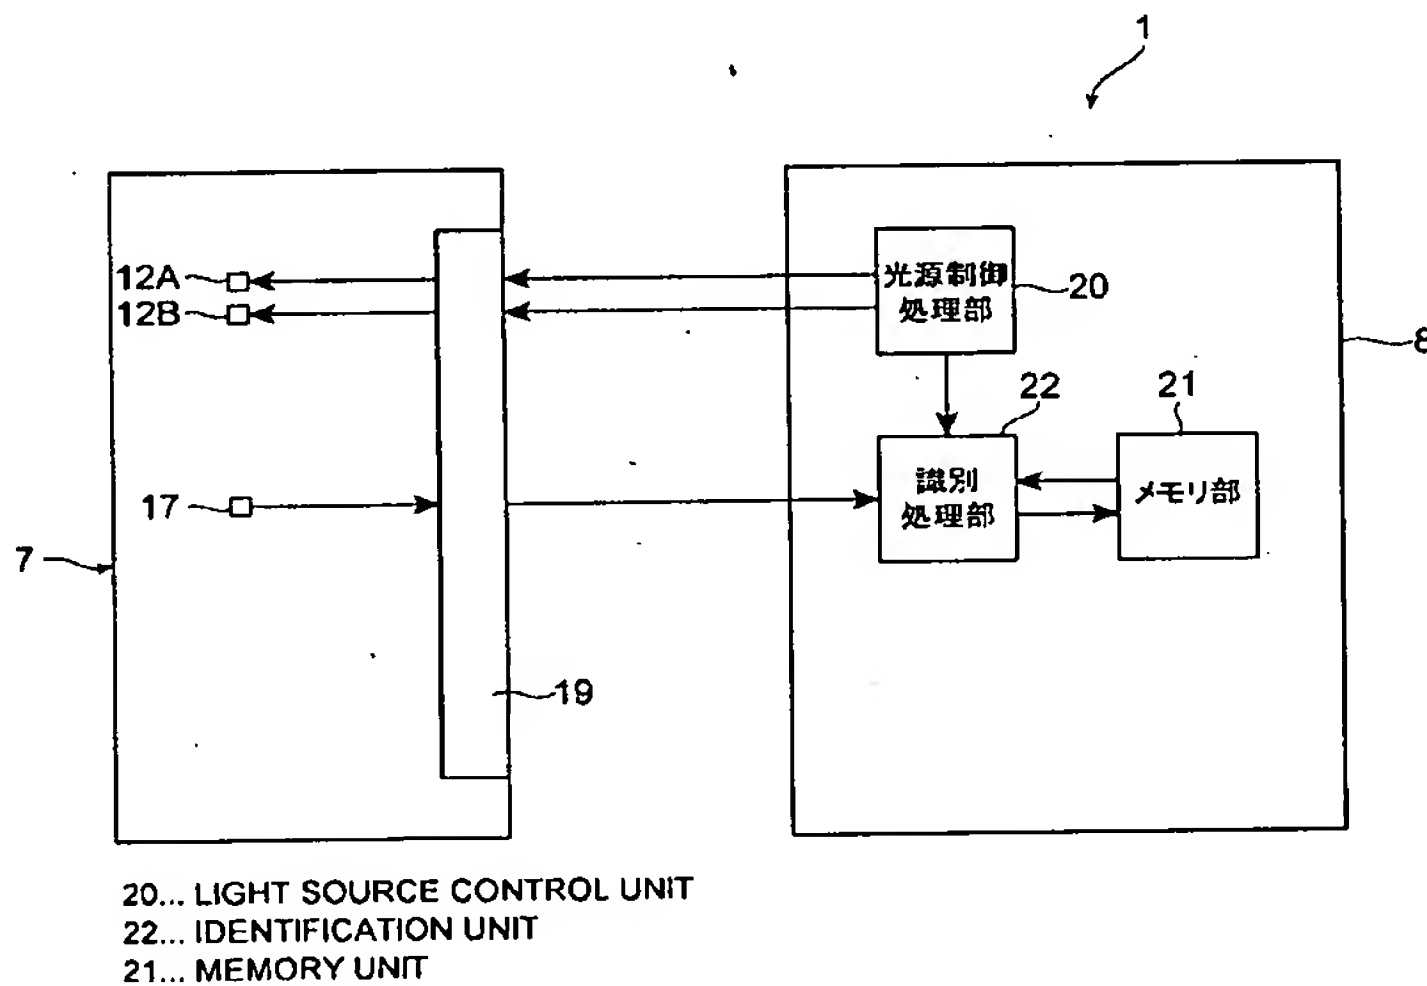 1
12A
12B
光源制御
処理部
20
8
22
21
識別
処理部
メモリ部
17
7
19
20... LIGHT SOURCE CONTROL UNIT
22... IDENTIFICATION UNIT
21... MEMORY UNIT